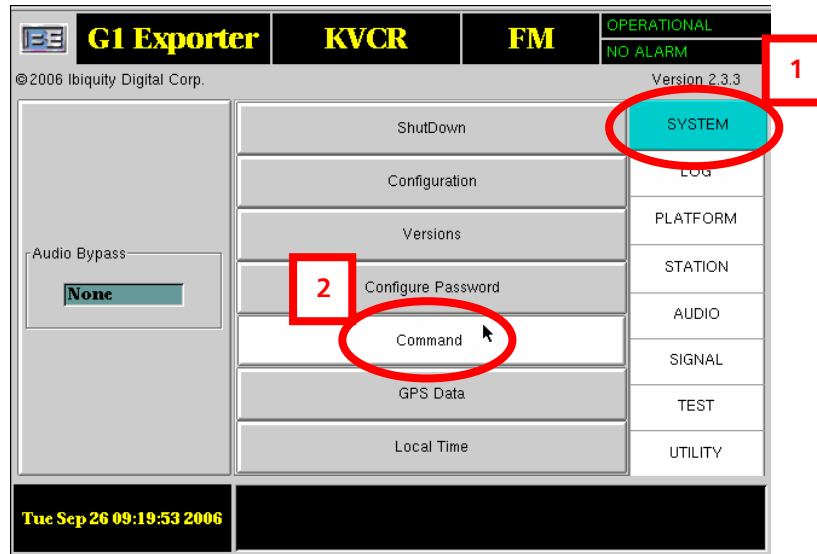 G1 Exporter KVCR FM OPERATIONAL
NO ALARM
©2006 Ibiquity Digital Corp. Version 2.3.3
1
ShutDown
Configuration
Versions
Configure Password
Command
GPS Data
Local Time
2
Audio Bypass
None
SYSTEM
LOG
PLATFORM
STATION
AUDIO
SIGNAL
TEST
UTILITY
Tue Sep 26 09:19:53 2006